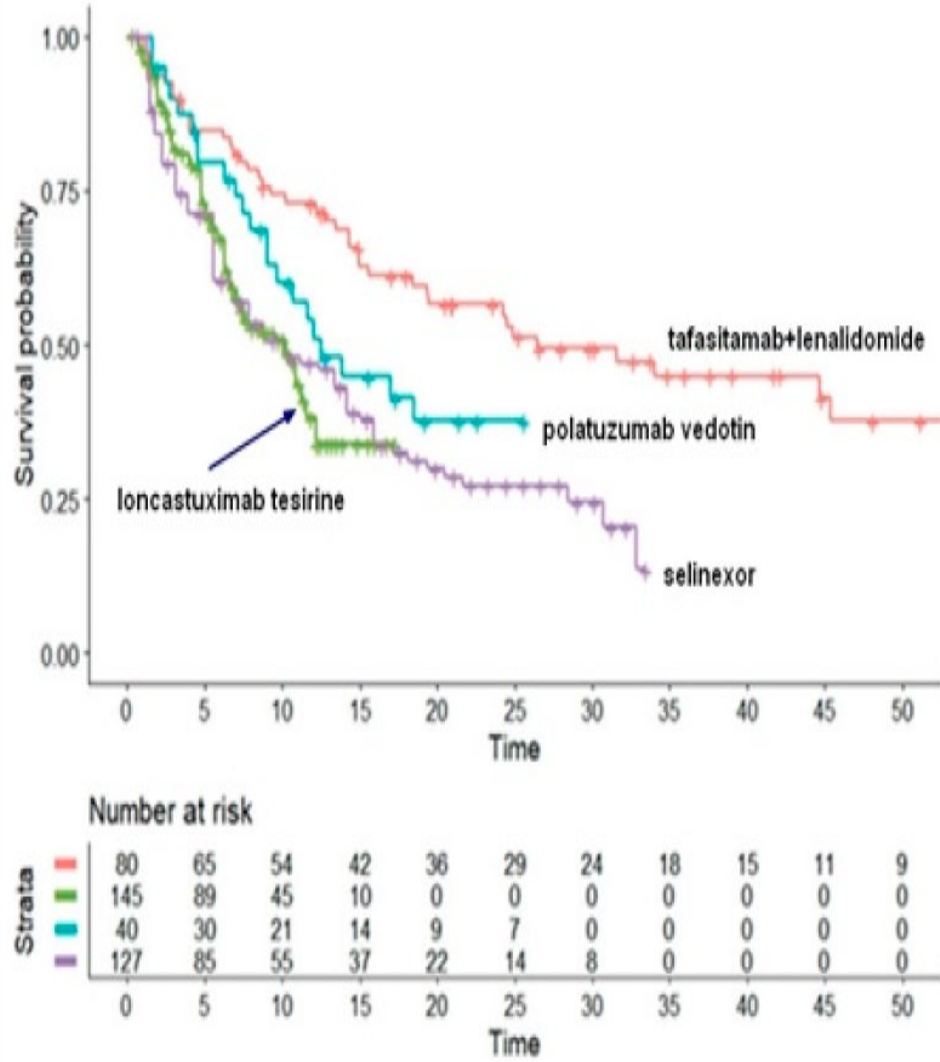 Survival probability
1.00
0.75
0.50
0.25
0.00
tafasitamab+lenalidomide
polatuzumab vedotin
loncastuximab tesirine
selinexor
0 5 10 15 20 25 30 35 40 45 50
Time
Number at risk
Strata
80 65 54 42 36 29 24 18 15 11 9
145 89 45 10 0 0 0 0 0 0 0
40 30 21 14 9 7 0 0 0 0 0
127 85 55 37 22 14 8 0 0 0 0
0 5 10 15 20 25 30 35 40 45 50
Time